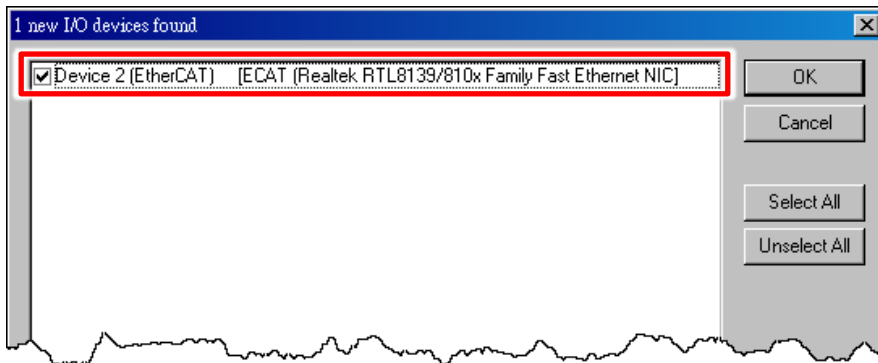 1 new I/O devices found
Device 2 (EtherCAT) [ECAT (Realtek RTL8139/810x Family Fast Ethernet NIC]
OK
Cancel
Select All
Unselect All